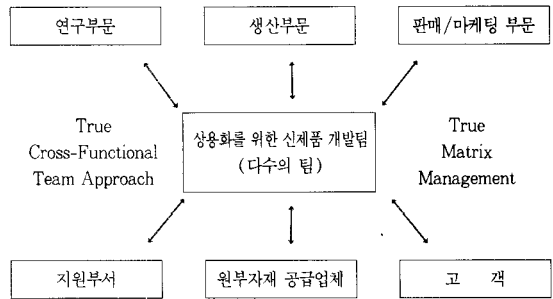 연구부문
생산부문
판매/마케팅 부문
True
Cross-Functional
Team Approach
상용화를 위한 신제품 개발팀
(다수의 팀)
True
Matrix
Management
지원부서
원부자재 공급업체
고 객